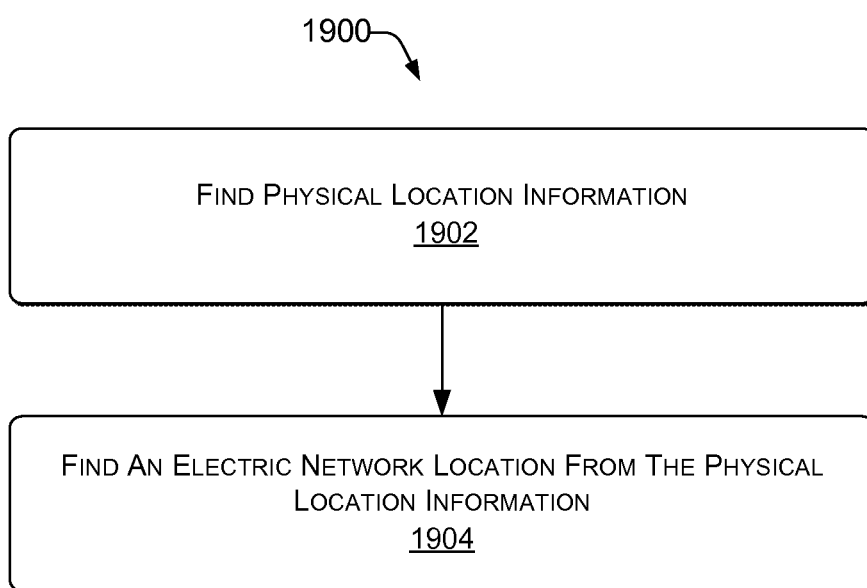 1900
FIND PHYSICAL LOCATION INFORMATION
1902
FIND AN ELECTRIC NETWORK LOCATION FROM THE PHYSICAL
LOCATION INFORMATION
1904